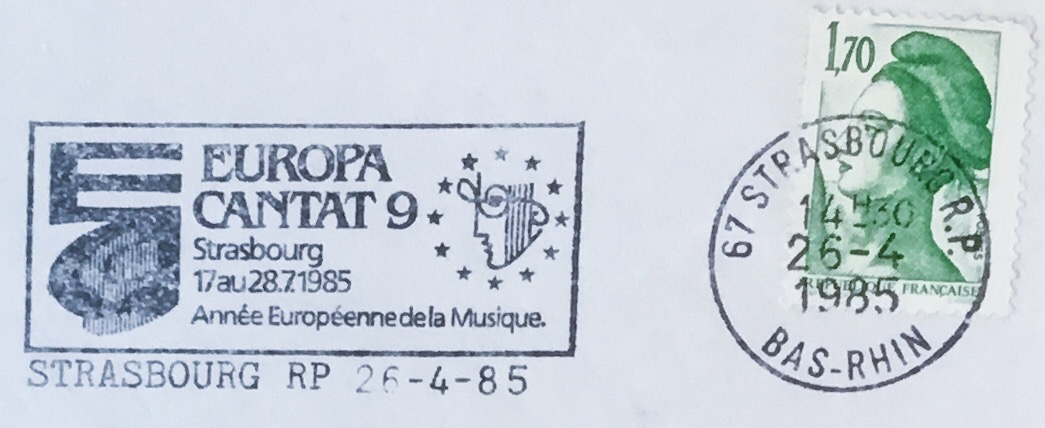 EUROPA
CANTAT 9
Strasbourg
17 au 28.7.1985
Année Européenne de la Musique.
STRASBOURG RP 26-4-85
1,70
67 STRASBOURG R.P.
14H30
26-4
1985
RÉPUBLIQUE FRANÇAISE
BAS-RHIN